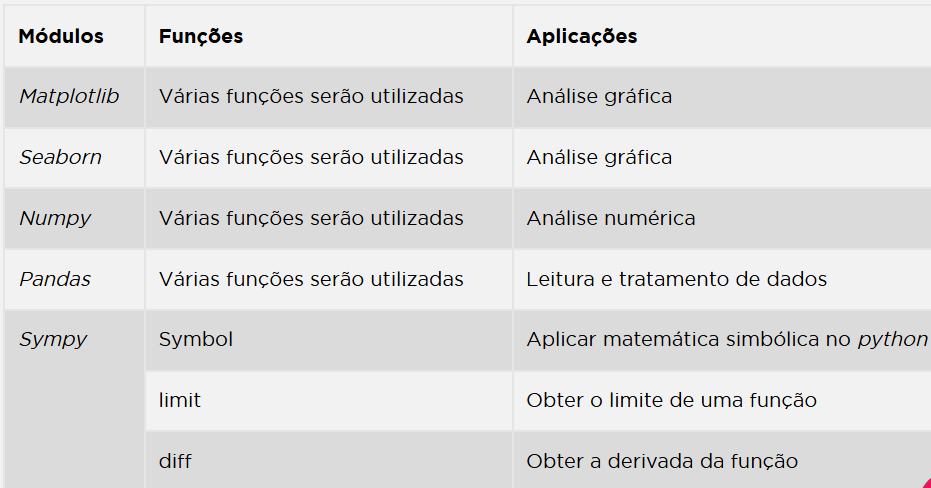 Módulos Funções Aplicações
Matplotlib Várias funções serão utilizadas Análise gráfica
Seaborn Várias funções serão utilizadas Análise gráfica
Numpy Várias funções serão utilizadas Análise numérica
Pandas Várias funções serão utilizadas Leitura e tratamento de dados
Sympy Symbol Aplicar matemática simbólica no python
limit Obter o limite de uma função
diff Obter a derivada da função